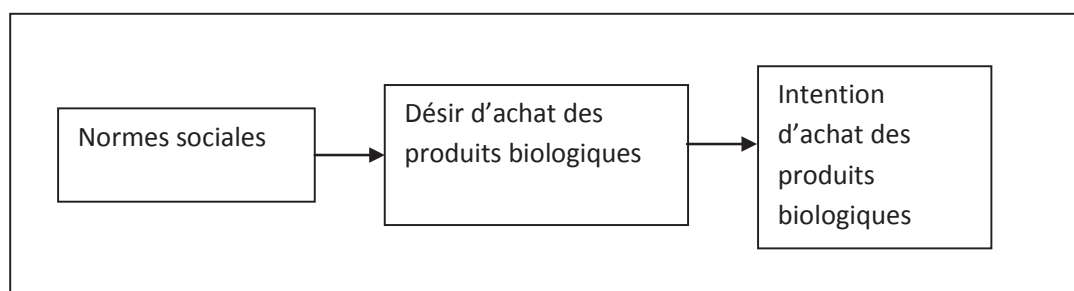 Normes sociales
Désir d’achat des
produits biologiques
Intention
d’achat des
produits
biologiques